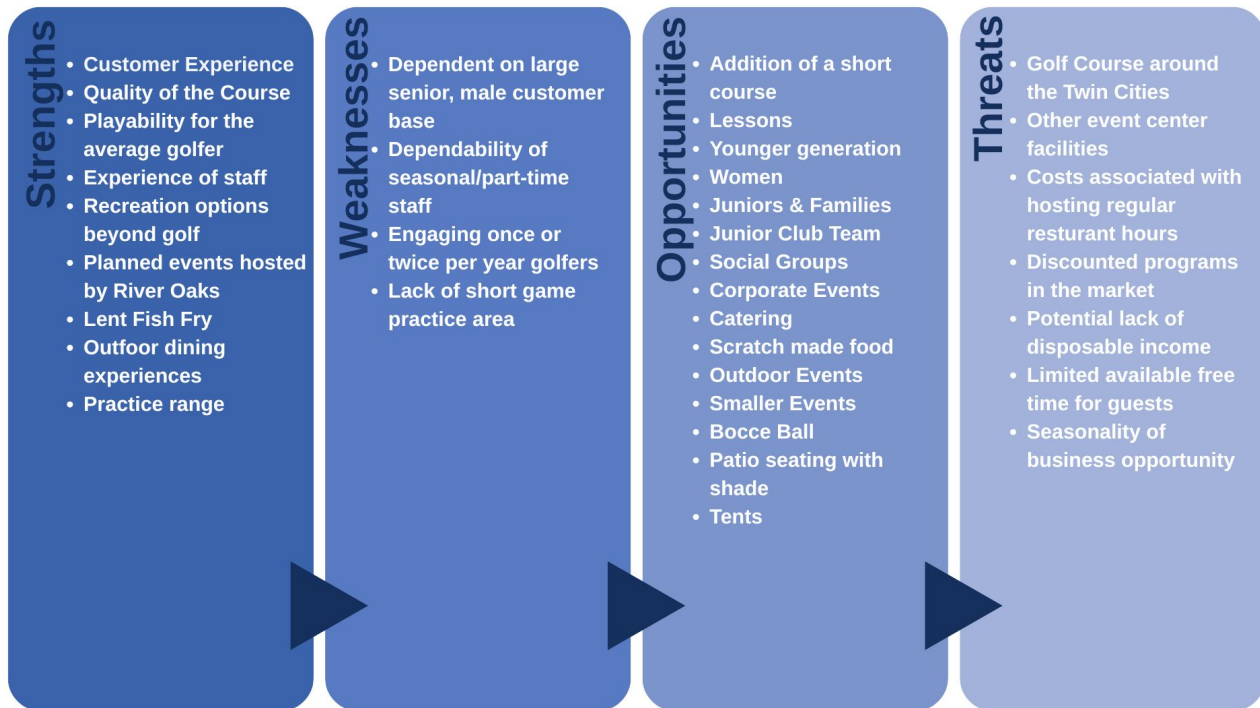 Strengths
• Customer Experience
• Quality of the Course
• Playability for the
average golfer
• Experience of staff
• Recreation options
beyond golf
• Planned events hosted
by River Oaks
• Lent Fish Fry
• Outfoor dining
experiences
• Practice range
Weaknesses
• Dependent on large
senior, male customer
base
• Dependability of
seasonal/part-time
staff
• Engaging once or
twice per year golfers
• Lack of short game
practice area
Opportunities
• Addition of a short
course
• Lessons
• Younger generation
• Women
• Juniors & Families
• Junior Club Team
• Social Groups
• Corporate Events
• Catering
• Scratch made food
• Outdoor Events
• Smaller Events
• Bocce Ball
• Patio seating with
shade
• Tents
Threats
• Golf Course around
the Twin Cities
• Other event center
facilities
• Costs associated with
hosting regular
resturant hours
• Discounted programs
in the market
• Potential lack of
disposable income
• Limited available free
time for guests
• Seasonality of
business opportunity